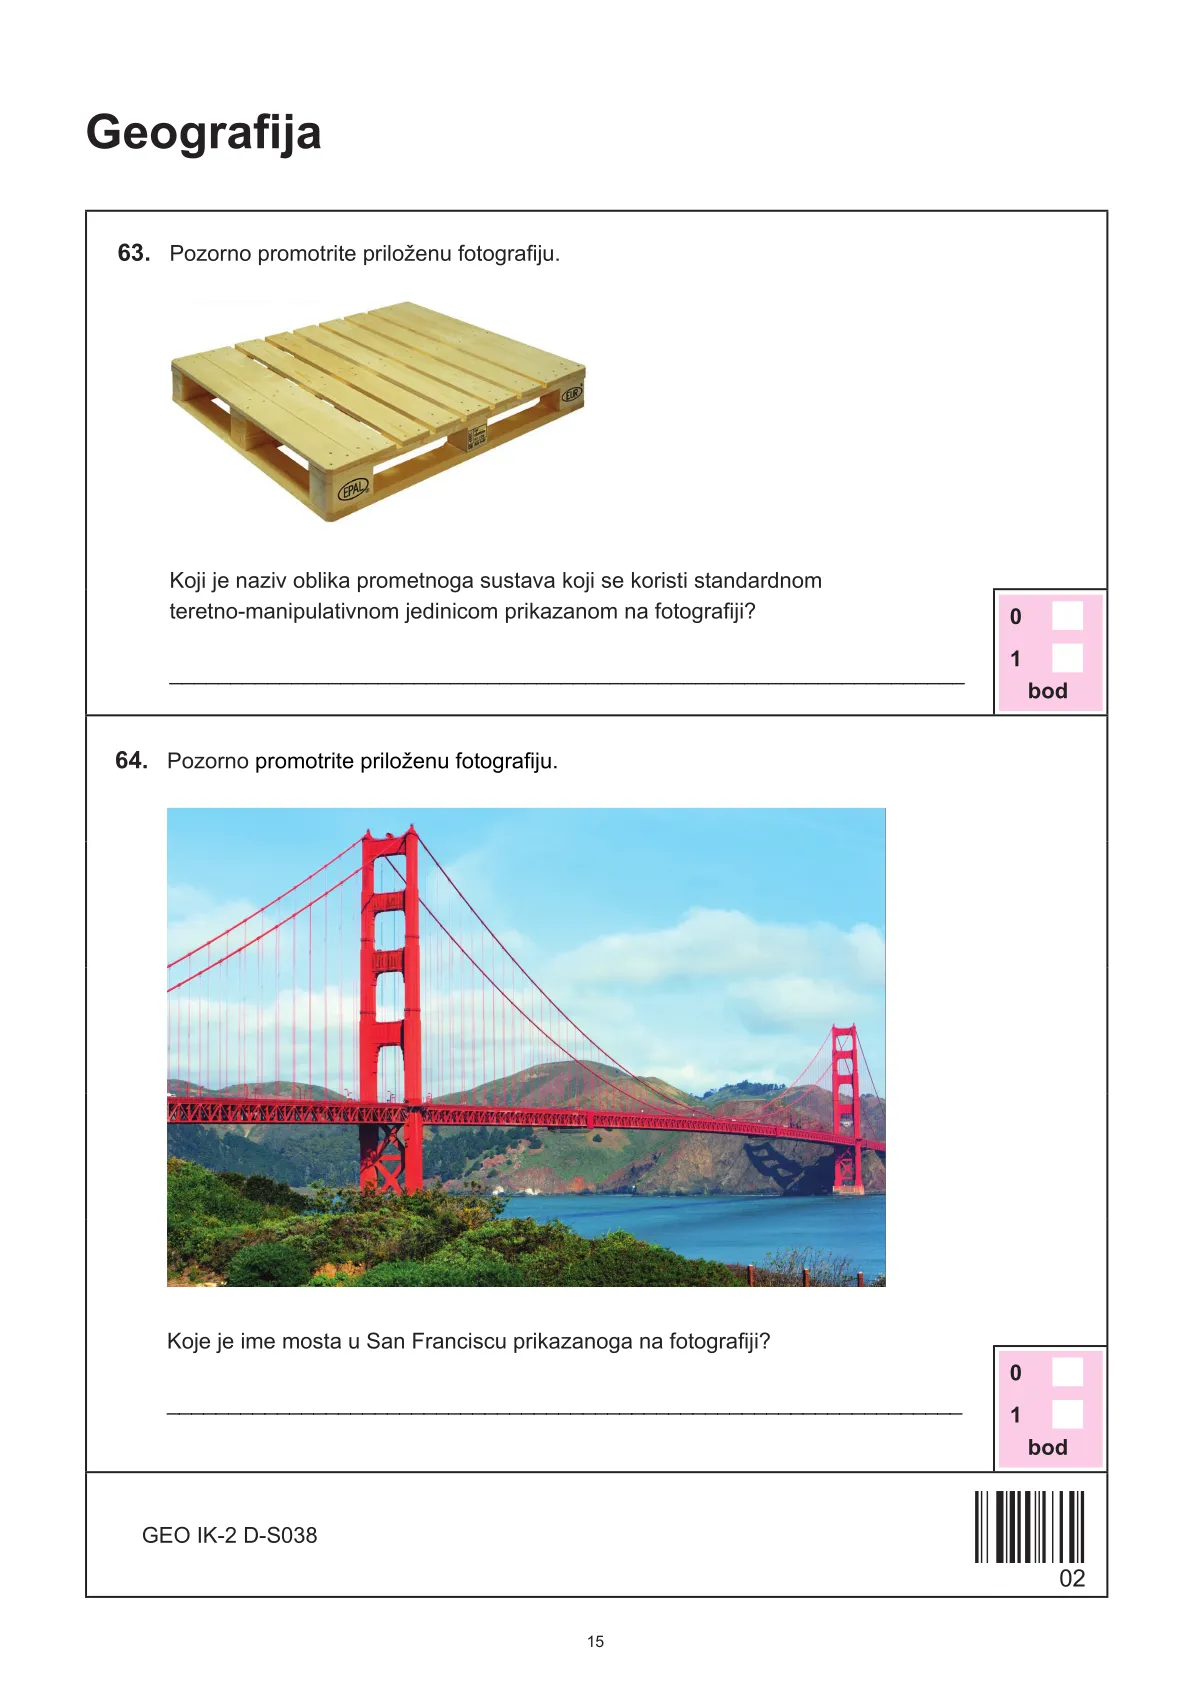 Geografija
63. Pozorno promotrite priloženu fotografiju.
EUR
EPAL
Koji je naziv oblika prometnoga sustava koji se koristi standardnom
teretno-manipulativnom jedinicom prikazanom na fotografiji?
0
1
bod
64. Pozorno promotrite priloženu fotografiju.
Koje je ime mosta u San Franciscu prikazanoga na fotografiji?
0
1
bod
GEO IK-2 D-S038
02
15